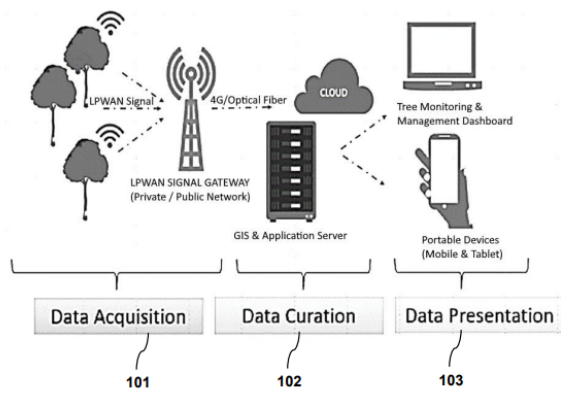 LPWAN Signal
4G/Optical Fiber
CLOUD
Tree Monitoring &
Management Dashboard
LPWAN SIGNAL GATEWAY
(Private / Public Network)
GIS & Application Server
Portable Devices
(Mobile & Tablet)
Data Acquisition
Data Curation
Data Presentation
101
102
103